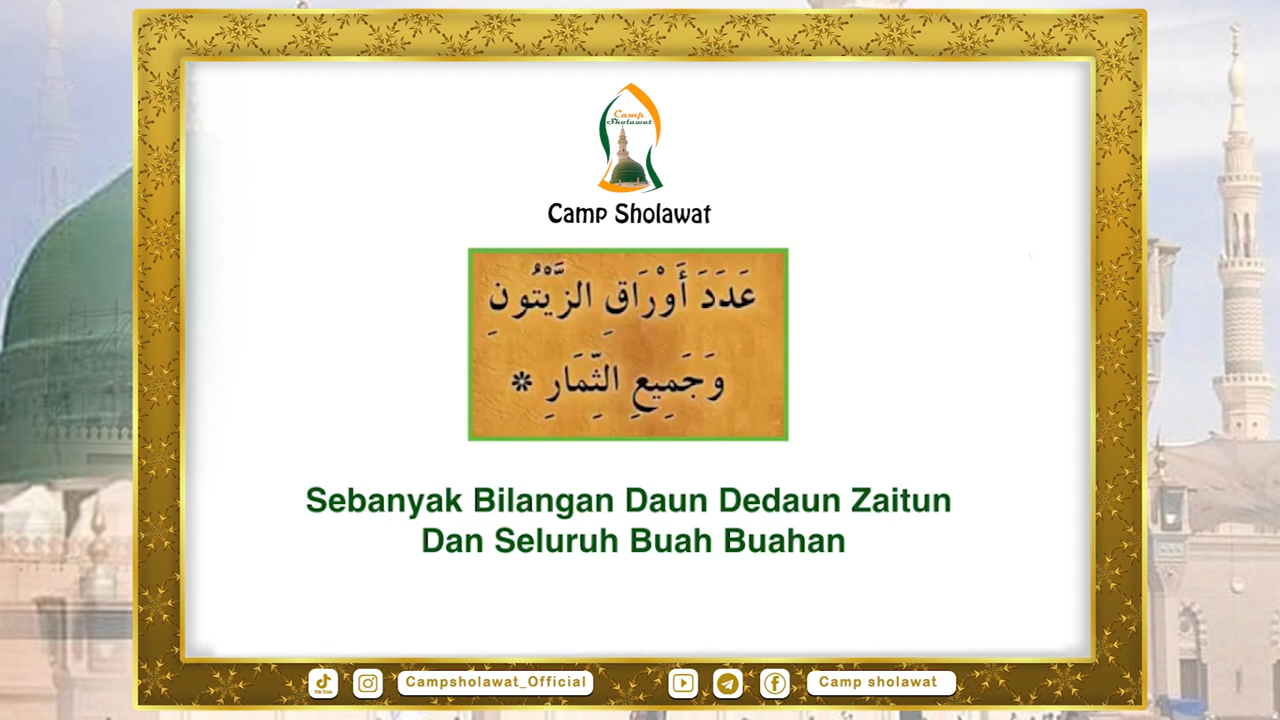 Camp
Sholawat
Camp Sholawat
عَدَدَ أَوْرَاقِ الزَّيْتُونِ
وَجَمِيعِ الثِّمَارِ *
Sebanyak Bilangan Daun Dedaun Zaitun
Dan Seluruh Buah Buahan
TikTok
Campsholawat_Official
Camp sholawat